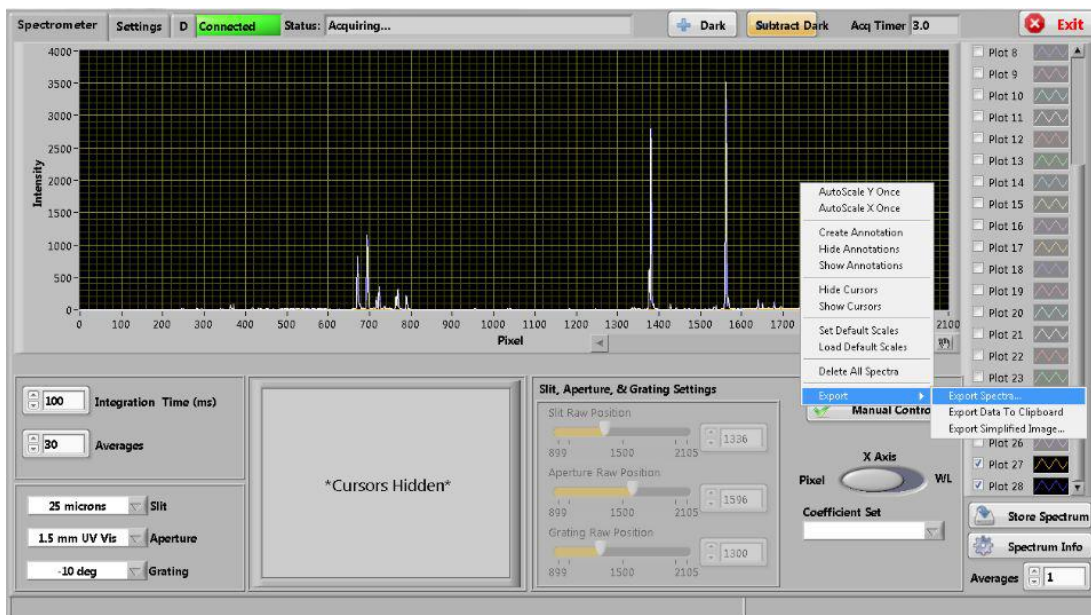 Spectrometer Settings D Connected Status: Acquiring... Dark Subtract Dark Acq Timer 3.0 Exit
4000
3500
3000
2500
2000
1500
1000
500
0
Intensity
0 100 200 300 400 500 600 700 800 900 1000 1100 1200 1300 1400 1500 1600 1700 2100
Pixel
AutoScale Y Once
AutoScale X Once
Create Annotation
Hide Annotations
Show Annotations
Hide Cursors
Show Cursors
Set Default Scales
Load Default Scales
Delete All Spectra
Export
Export Spectra...
Export Data To Clipboard
Export Simplified Image...
Plot 8
Plot 9
Plot 10
Plot 11
Plot 12
Plot 13
Plot 14
Plot 15
Plot 16
Plot 17
Plot 18
Plot 19
Plot 20
Plot 21
Plot 22
Plot 23
Plot 26
Plot 27
Plot 28
100 Integration Time (ms)
30 Averages
25 microns Slit
1.5 mm UV Vis Aperture
-10 deg Grating
*Cursors Hidden*
Slit, Aperture, & Grating Settings
Slit Raw Position
899 1500 2105
1336
Aperture Raw Position
899 1500 2105
1596
Grating Raw Position
899 1500 2105
1300
Manual Contro
X Axis
Pixel WL
Coefficient Set
Store Spectrum
Spectrum Info
Averages 1